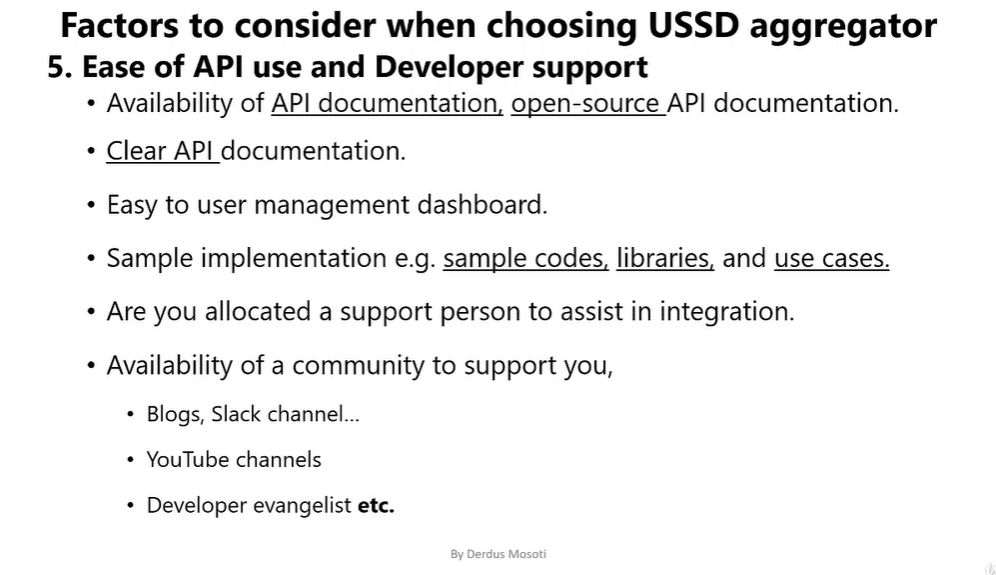 Factors to consider when choosing USSD aggregator
5. Ease of API use and Developer support
• Availability of API documentation, open-source API documentation.
• Clear API documentation.
• Easy to user management dashboard.
• Sample implementation e.g. sample codes, libraries, and use cases.
• Are you allocated a support person to assist in integration.
• Availability of a community to support you,
• Blogs, Slack channel...
• YouTube channels
• Developer evangelist etc.
By Derdus Mosoti